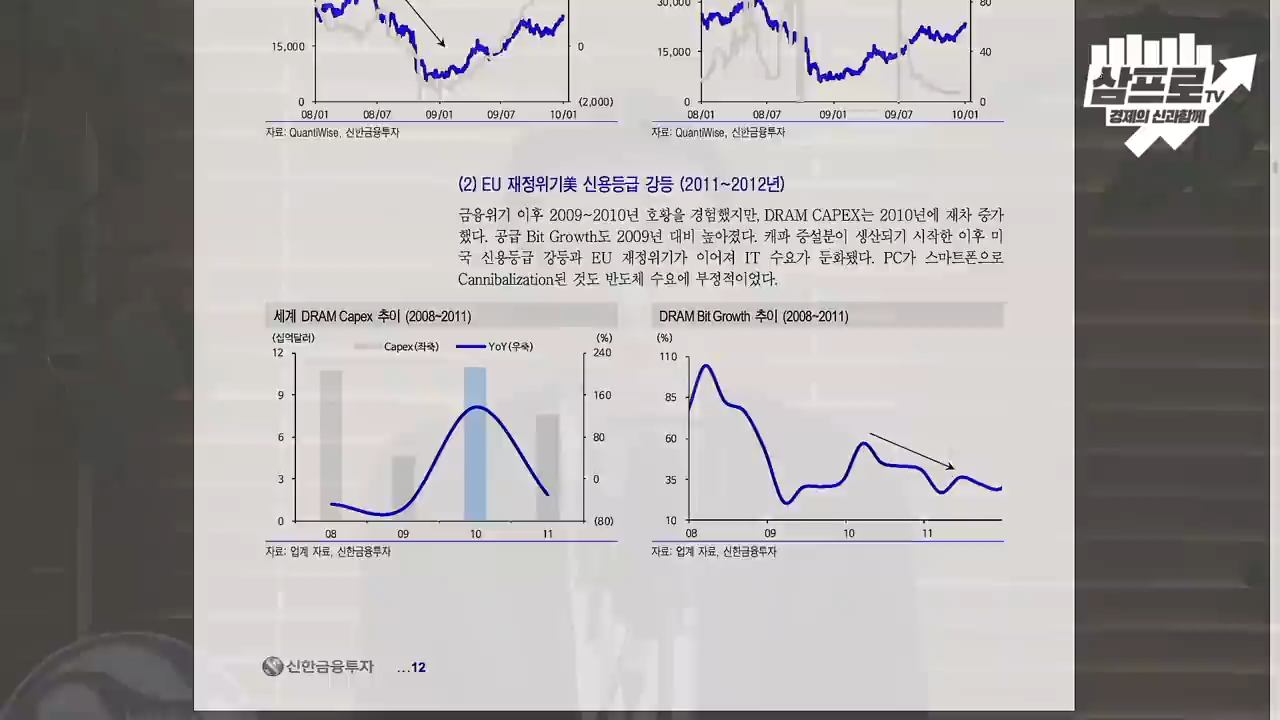 30,000
80
15,000
0
15,000
40
0
(2,000)
0
0
08/01 08/07 09/01 09/07 10/01
08/01 08/07 09/01 09/07 10/01
자료: QuantiWise, 신한금융투자
자료: QuantiWise, 신한금융투자
삼프로TV
경제의 신과함께
(2) EU 재정위기美 신용등급 강등 (2011~2012년)
금융위기 이후 2009~2010년 호황을 경험했지만, DRAM CAPEX는 2010년에 재차 증가
했다. 공급 Bit Growth도 2009년 대비 높아졌다. 캐파 증설분이 생산되기 시작한 이후 미
국 신용등급 강등과 EU 재정위기가 이어져 IT 수요가 둔화됐다. PC가 스마트폰으로
Cannibalization된 것도 반도체 수요에 부정적이었다.
세계 DRAM Capex 추이 (2008~2011)
(십억달러)
Capex (좌축)
YoY (우축)
(%)
12
9
6
3
0
240
160
80
0
(80)
08 09 10 11
자료: 업계 자료, 신한금융투자
DRAM Bit Growth 추이 (2008~2011)
(%)
110
85
60
35
10
08 09 10 11
자료: 업계 자료, 신한금융투자
신한금융투자 ...12